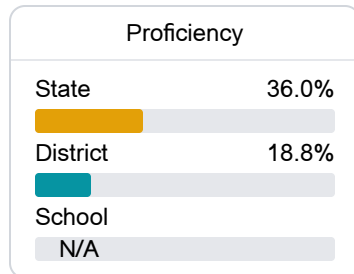 Proficiency
State 36.0%
District 18.8%
School
N/A